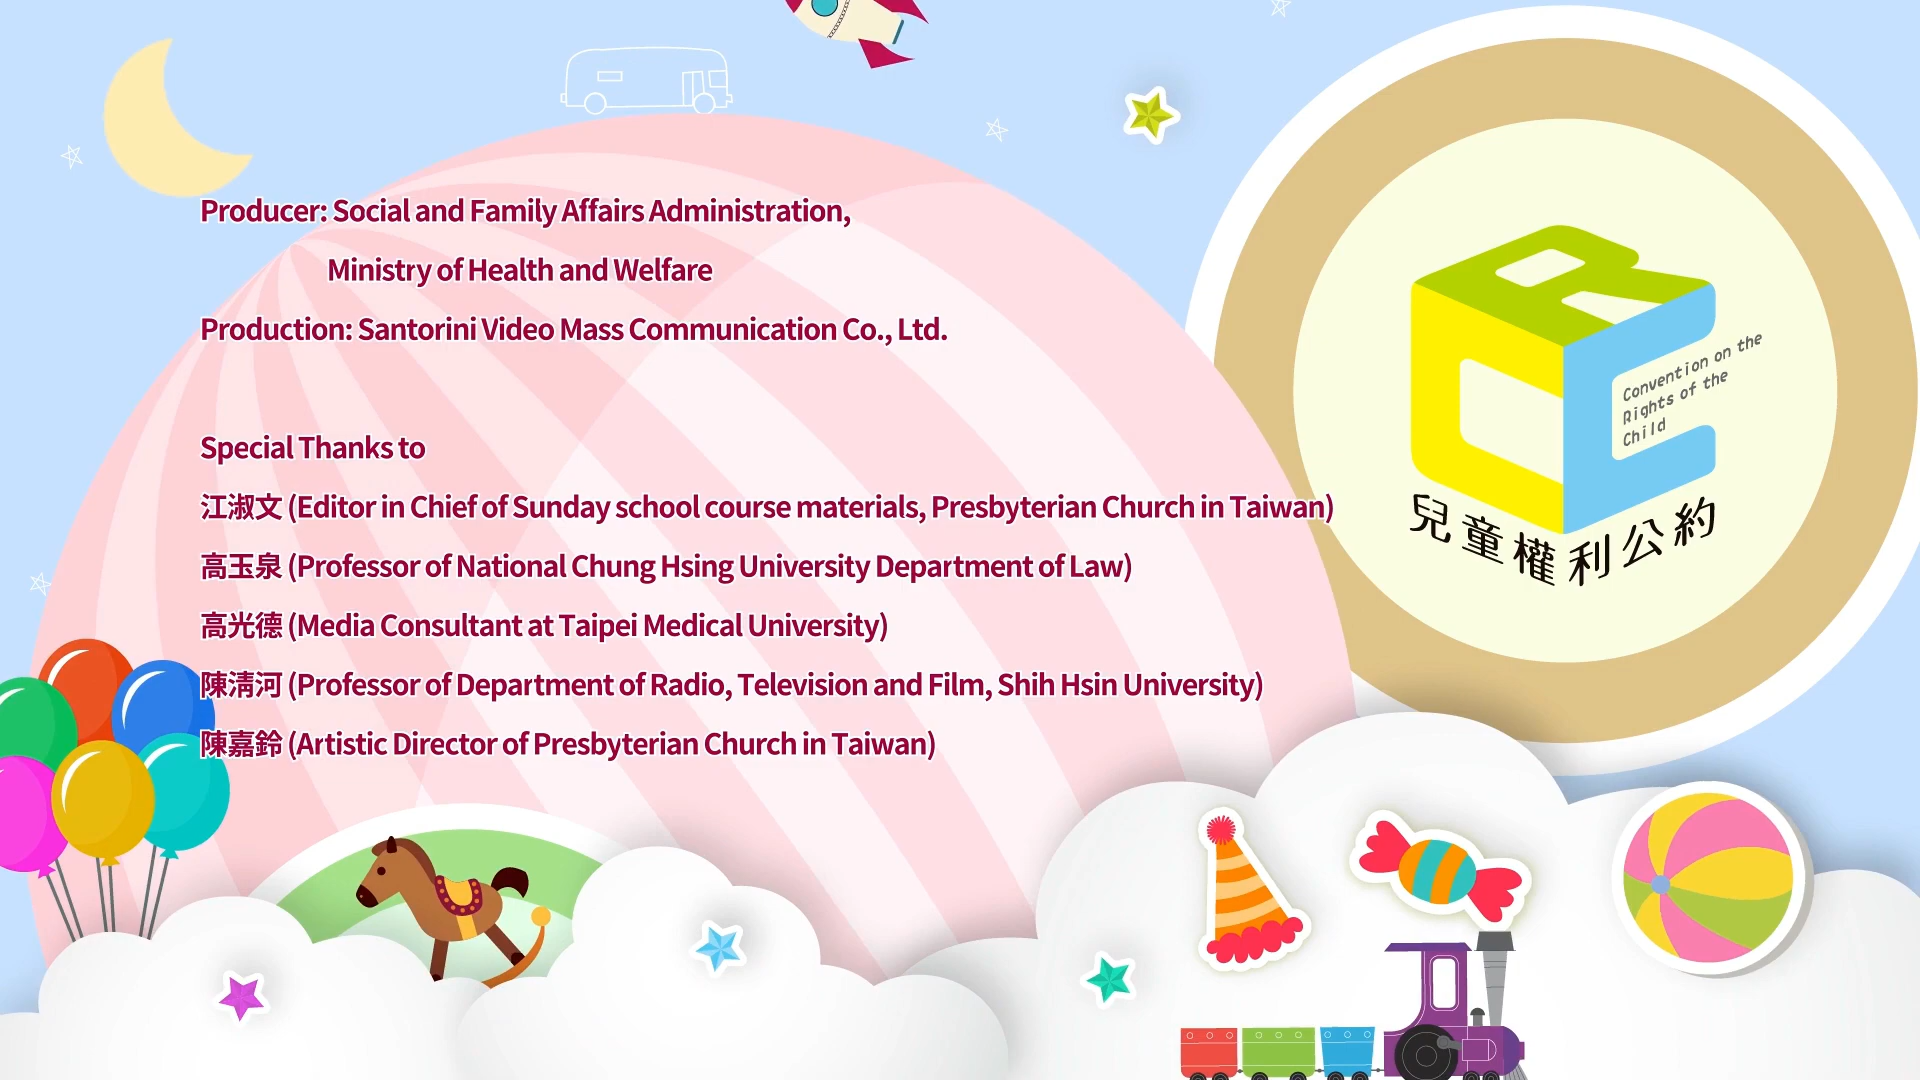 Producer: Social and Family Affairs Administration,
Ministry of Health and Welfare
Production: Santorini Video Mass Communication Co., Ltd.
Special Thanks to
江淑文 (Editor in Chief of Sunday school course materials, Presbyterian Church in Taiwan)
高玉泉 (Professor of National Chung Hsing University Department of Law)
高光德 (Media Consultant at Taipei Medical University)
陳淸河 (Professor of Department of Radio, Television and Film, Shih Hsin University)
陳嘉鈴 (Artistic Director of Presbyterian Church in Taiwan)
CRC
Convention on the
Rights of the
Child
兒童權利公約